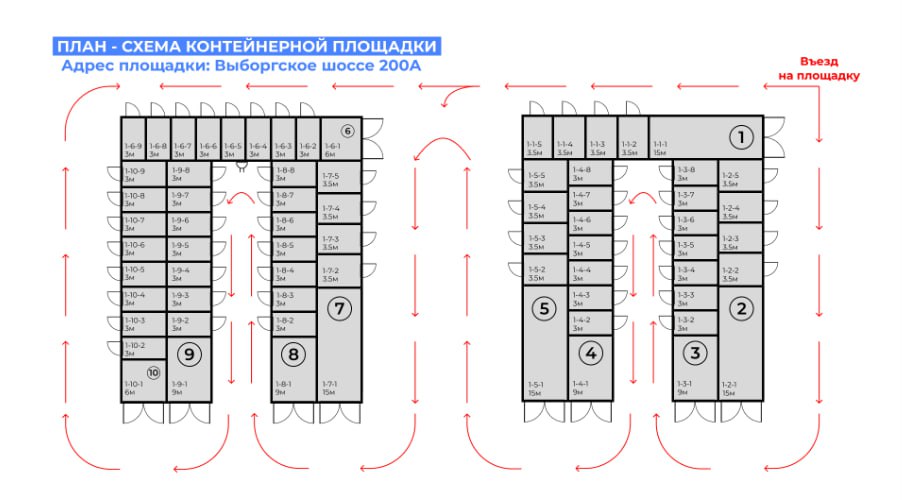 ПЛАН - СХЕМА КОНТЕЙНЕРНОЙ ПЛОЩАДКИ
Адрес площадки: Выборгское шоссе 200А
Въезд
на площадку
1-6-9 1-6-8 1-6-7 1-6-6 1-6-5 1-6-4 1-6-3 1-6-2 1-6-1 6
3м 3м 3м 3м 3м 3м 3м 3м 6м
1-10-9 1-9-8
3м 3м
1-10-8 1-9-7
3м 3м
1-10-7 1-9-6
3м 3м
1-10-6 1-9-5
3м 3м
1-10-5 1-9-4
3м 3м
1-10-4 1-9-3
3м 3м
1-10-3 1-9-2
3м 3м
1-10-2
3м
9
10
1-10-1 1-9-1
6м 9м
1-8-8
3м
1-8-7
3м
1-8-6
3м
1-8-5
3м
1-8-4
3м
1-8-3
3м
1-8-2
3м
8
1-8-1
9м
1-7-5
3.5м
1-7-4
3.5м
1-7-3
3.5м
1-7-2
3.5м
7
1-7-1
15м
1-1-5 1-1-4 1-1-3 1-1-2 1-1-1 1
3.5м 3.5м 3.5м 3.5м 15м
1-5-5
3.5м
1-5-4
3.5м
1-5-3
3.5м
1-5-2
3.5м
5
1-5-1
15м
1-4-8
3м
1-4-7
3м
1-4-6
3м
1-4-5
3м
1-4-4
3м
1-4-3
3м
1-4-2
3м
4
1-4-1
9м
1-3-8
3м
1-3-7
3м
1-3-6
3м
1-3-5
3м
1-3-4
3м
1-3-3
3м
1-3-2
3м
3
1-3-1
9м
1-2-5
3.5м
1-2-4
3.5м
1-2-3
3.5м
1-2-2
3.5м
2
1-2-1
15м